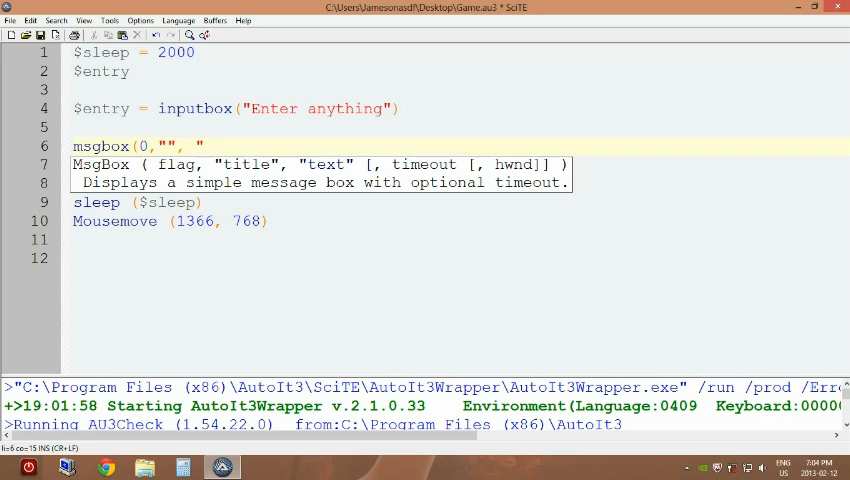 C:\Users\Jamesonasdf\Desktop\Game.au3 * SciTE
File Edit Search View Tools Options Language Buffers Help
1 $sleep = 2000
2 $entry
3
4 $entry = inputbox("Enter anything")
5
6 msgbox(0,"", "
7 MsgBox ( flag, "title", "text" [, timeout [, hwnd]] )
8 Displays a simple message box with optional timeout.
9 sleep ($sleep)
10 Mousemove (1366, 768)
11
12
>"C:\Program Files (x86)\AutoIt3\SciTE\AutoIt3Wrapper\AutoIt3Wrapper.exe" /run /prod /Erro
+>19:01:58 Starting AutoIt3Wrapper v.2.1.0.33 Environment(Language:0409 Keyboard:00000
>Running AU3Check (1.54.22.0) from:C:\Program Files (x86)\AutoIt3
li=6 co=15 INS (CR+LF)
ENG
US
7:04 PM
2013-02-12